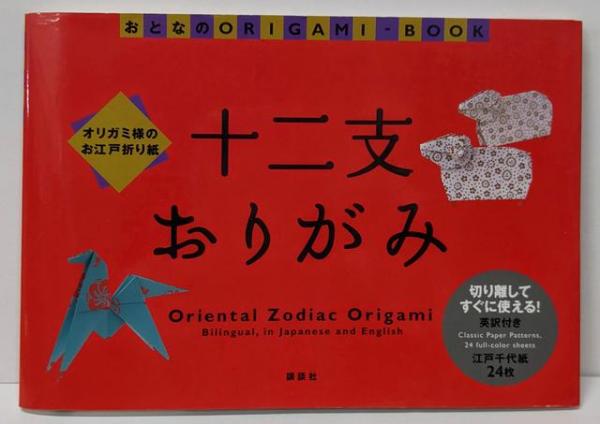 おとなのORIGAMI-BOOK
オリガミ様の
お江戸折り紙
十二支
おりがみ
Oriental Zodiac Origami
Bilingual, in Japanese and English
講談社
切り離して
すぐに使える!
英訳付き
Classic Paper Patterns,
24 full-color sheets
江戸千代紙
24枚